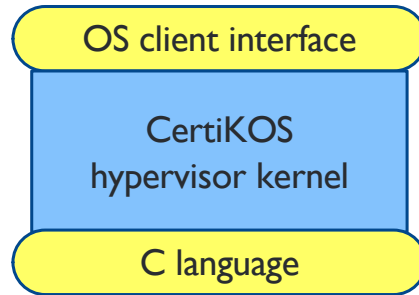 OS client interface
CertiKOS
hypervisor kernel
C language